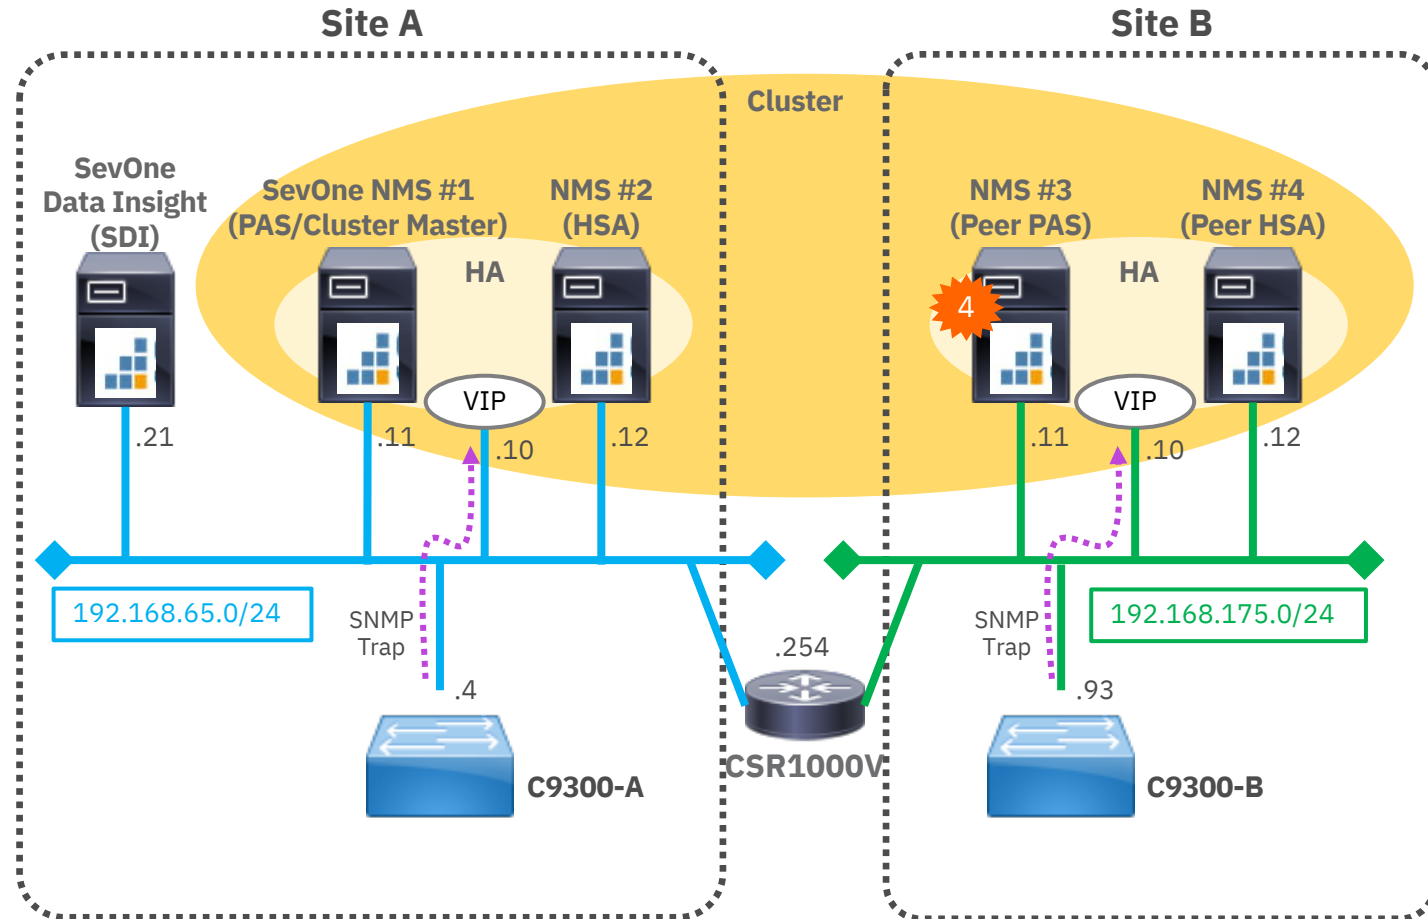 Site A
Site B
Cluster
SevOne
Data Insight
(SDI)
SevOne NMS #1
(PAS/Cluster Master)
NMS #2
(HSA)
NMS #3
(Peer PAS)
NMS #4
(Peer HSA)
HA
HA
4
VIP
VIP
.21
.11
.10
.12
.11
.10
.12
192.168.65.0/24
SNMP
Trap
.254
SNMP
Trap
192.168.175.0/24
.4
.93
CSR1000V
C9300-A
C9300-B